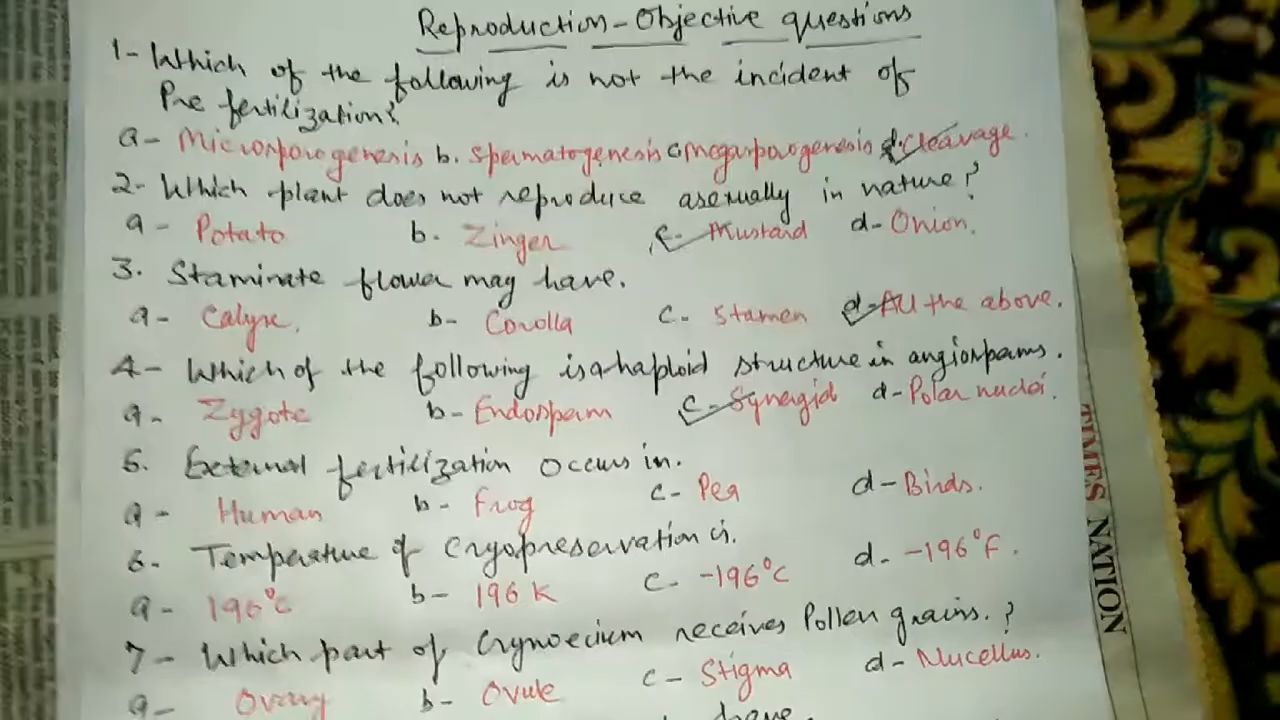 Reproduction-Objective questions
1- Which of the following is not the incident of
Pre fertilization?
a- Microsporogenesis b. Spermatogenesis c Megasporogenesis d. Cleavage.
2- Which plant does not reproduce asexually in nature?
a- Potato b. Zinger c- Mustard d- Onion.
3. Staminate flower may have.
a- Calyx. b- Corolla c- Stamen d- All the above.
4- Which of the following is a haploid structure in angiosperms.
a- Zygote b- Endosperm c- Synergid d- Polar nuclei.
5. External fertilization occurs in.
a- Human b- Frog c- Pea d- Birds.
6- Temperature of Cryopreservation is.
a- 196°C b- 196 K c- -196°C d- -196°F.
7- Which part of Gynoecium receives Pollen grains.?
a- Ovary b- Ovule c- Stigma d- Nucellus.
have.
TIMES NATION